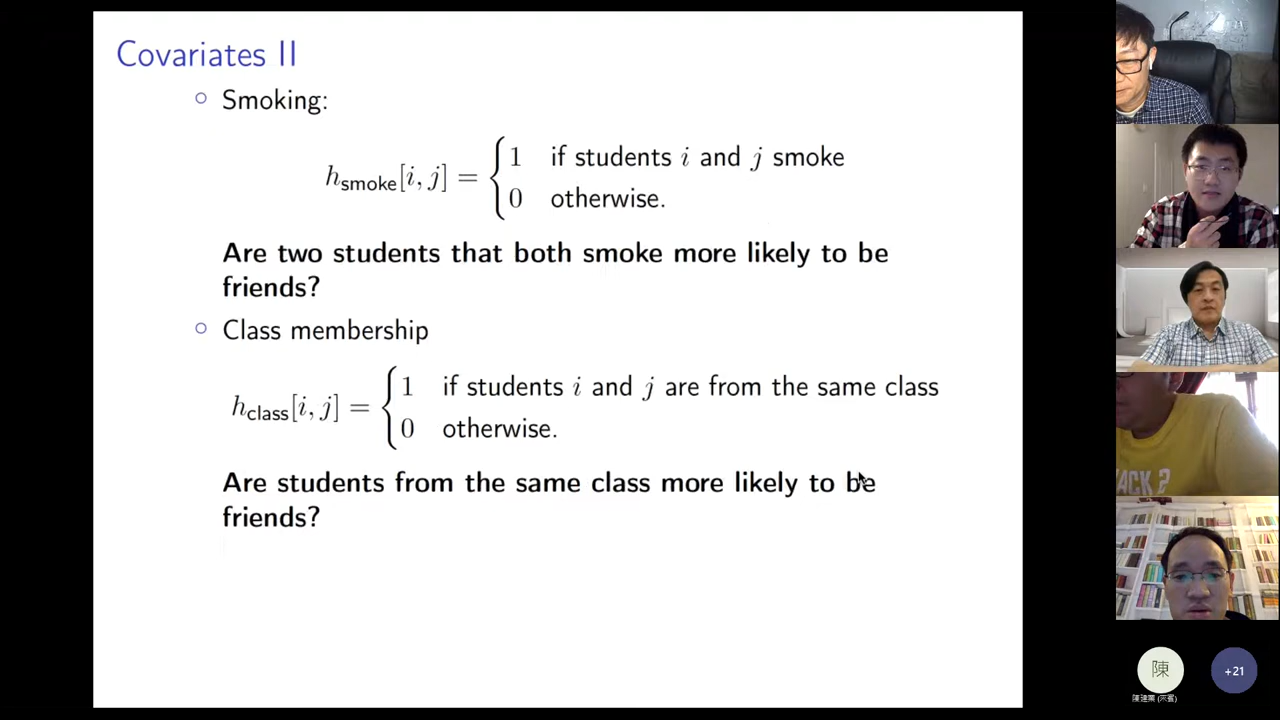 Covariates II
Smoking:
h_smoke[i, j] = { 1 if students i and j smoke
0 otherwise.
Are two students that both smoke more likely to be
friends?
Class membership
h_class[i, j] = { 1 if students i and j are from the same class
0 otherwise.
Are students from the same class more likely to be
friends?
ACK 2
陳
+21